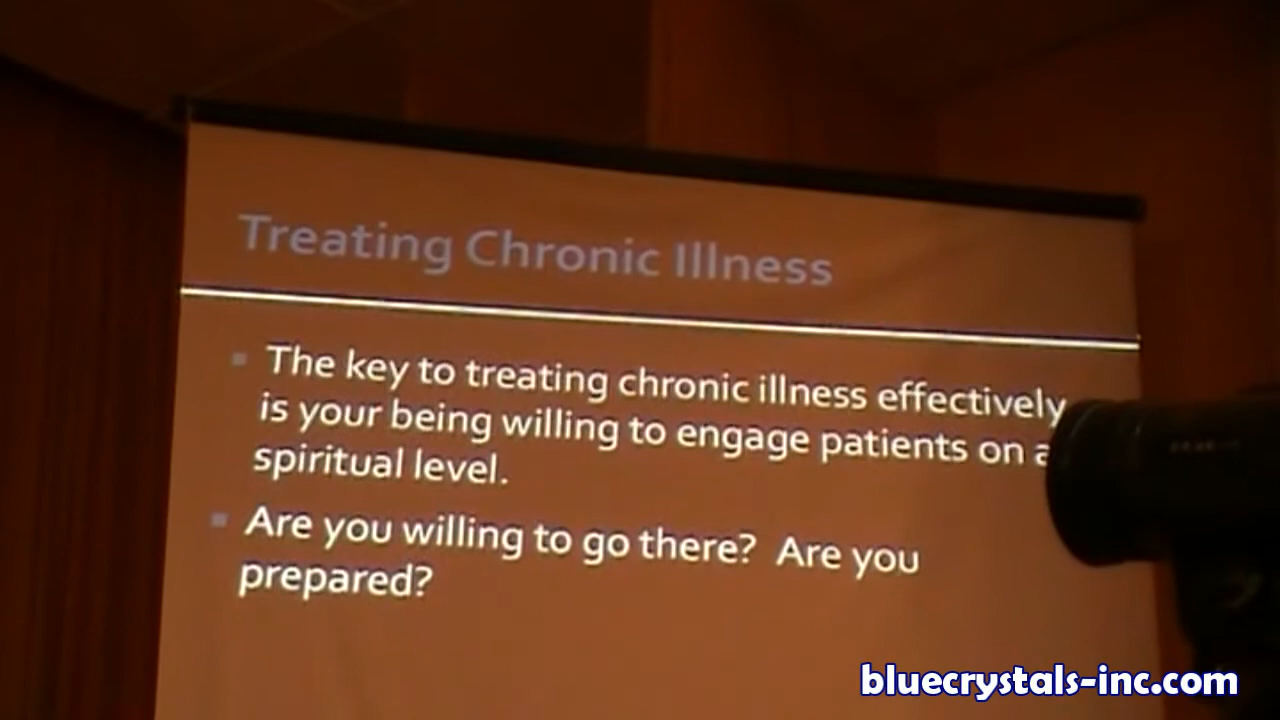 Treating Chronic Illness
The key to treating chronic illness effectively
is your being willing to engage patients on a
spiritual level.
Are you willing to go there? Are you
prepared?
bluecrystals-inc.com